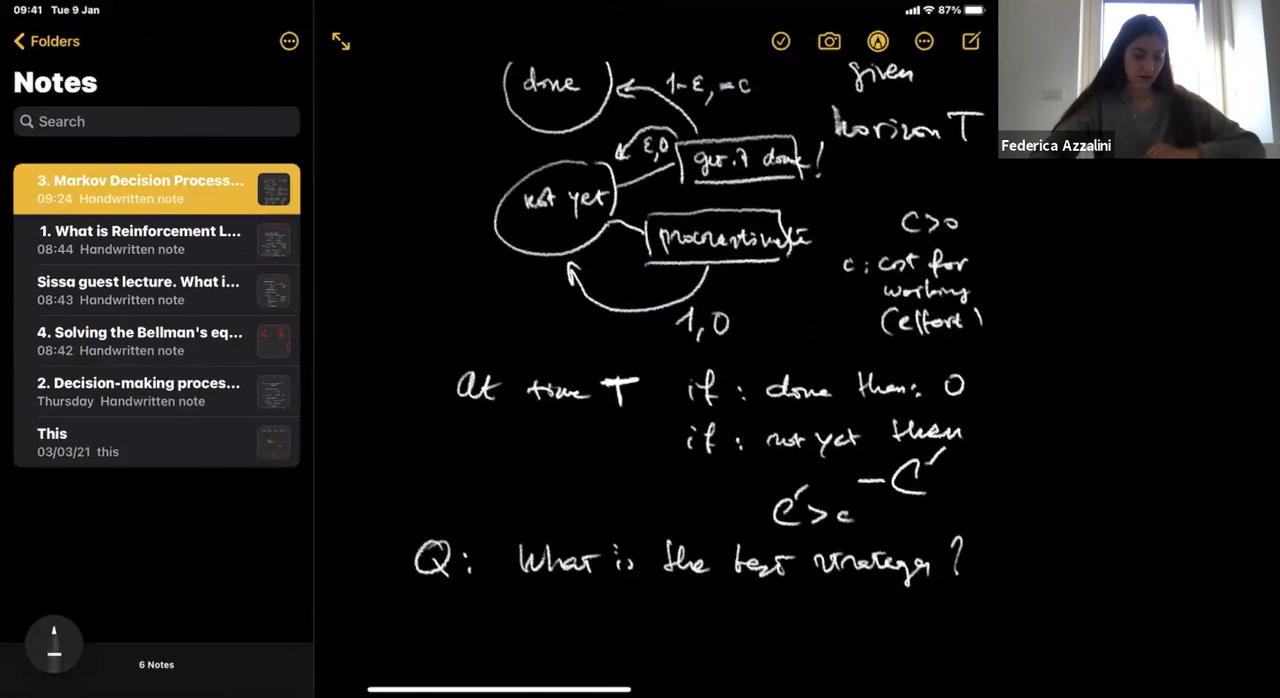 09:41 Tue 9 Jan
87%
Folders
Notes
Search
3. Markov Decision Process...
09:24 Handwritten note
1. What is Reinforcement L...
08:44 Handwritten note
Sissa guest lecture. What i...
08:43 Handwritten note
4. Solving the Bellman's eq...
08:42 Handwritten note
2. Decision-making proces...
Thursday Handwritten note
This
03/03/21 this
6 Notes
done
1-ε, -c
given
horizon T
ε,0
get it done!
not yet
procrastinate
1,0
c>0
c: cost for
working
(effort)
At time T if: done then: 0
if: not yet then
-C'
C'>c
Q: What is the best strategy?
Federica Azzalini